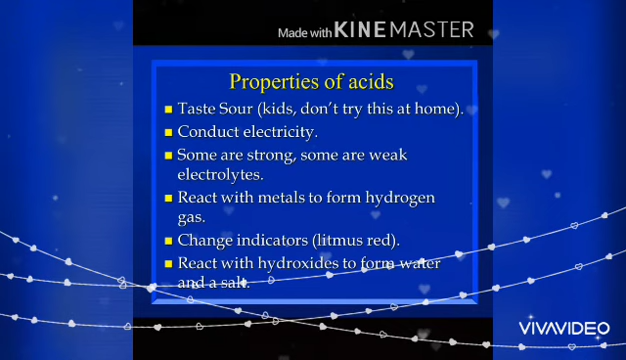 Made with KINEMASTER
Properties of acids
Taste Sour (kids, don't try this at home).
Conduct electricity.
Some are strong, some are weak
electrolytes.
React with metals to form hydrogen
gas.
Change indicators (litmus red).
React with hydroxides to form water
and a salt.
VIVAVIDEO